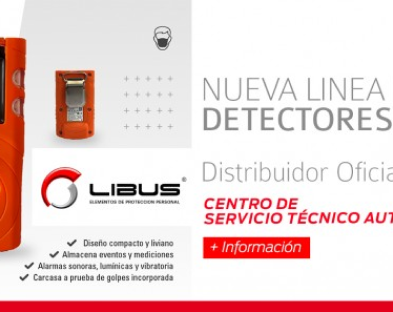 NUEVA LINEA
DETECTORES
LIBUS®
ELEMENTOS DE PROTECCION PERSONAL
Distribuidor Oficia
CENTRO DE
SERVICIO TÉCNICO AUT
+ Información
Diseño compacto y liviano
Almacena eventos y mediciones
Alarmas sonoras, lumínicas y vibratoria
Carcasa a prueba de golpes incorporada